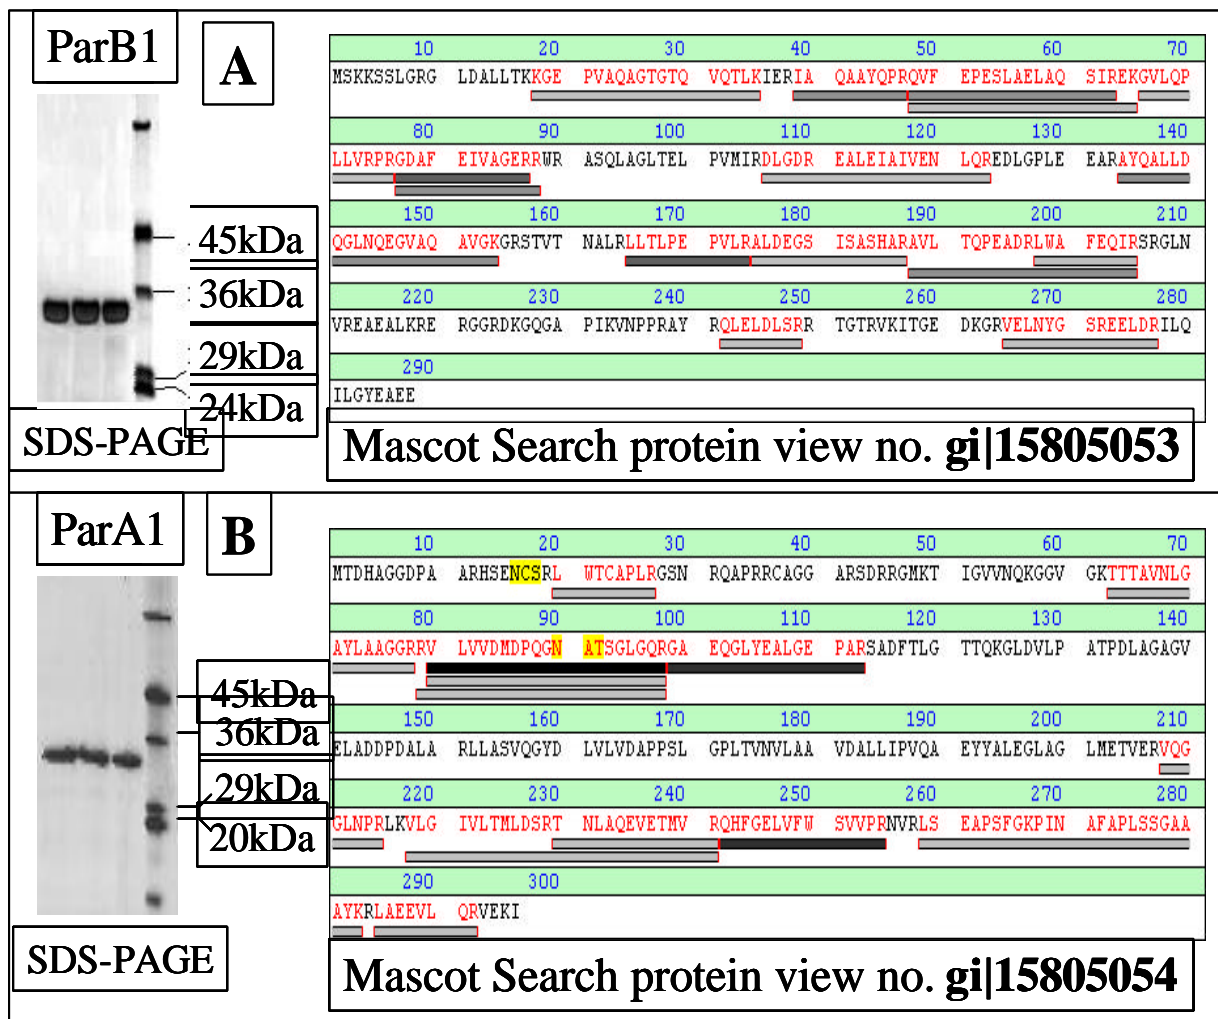 ParB1
A
45kDa
36kDa
29kDa
24kDa
SDS-PAGE
10 20 30 40 50 60 70
MSKKSSLGRG LDALLTKKGE PVAQAGTGTQ VQTLKIERIA QAAYQPRQVF EPESLAELAQ SIREKGVLQP
80 90 100 110 120 130 140
LLVRPRGDAF EIVAGERRWR ASQLAGLTEL PVMIRDLGDR EALEIAIVEN LQREDLGPLE EARAYQALLD
150 160 170 180 190 200 210
QGLNQEGVAQ AVGKGRSTVT NALRLLTLPE PVLRALDEGS ISASHARAVL TQPEADRLWA FEQIRSRGLN
220 230 240 250 260 270 280
VREAEALKRE RGGRDKGQGA PIKVNPPRAY RQLELDLSRR TGTRVKITGE DKGRVELNYG SREELDRILQ
290
ILGYEAEE
Mascot Search protein view no. gi|15805053
ParA1
B
45kDa
36kDa
29kDa
20kDa
SDS-PAGE
10 20 30 40 50 60 70
MTDHAGGDPA ARHSENCSRL WTCAPLRGSN RQAPRRCAGG ARSDRRGMKT IGVVNQKGGV GKTTTAVNLG
80 90 100 110 120 130 140
AYLAAGGRRV LVVDMDPQGN ATSGLGQRGA EQGLYEALGE PARSADFTLG TTQKGLDVLP ATPDLAGAGV
150 160 170 180 190 200 210
ELADDPDALA RLLASVQGYD LVLVDAPPSL GPLTVNVLAA VDALLIPVQA EYYALEGLAG LMETVERVQG
220 230 240 250 260 270 280
GLNPRLKVLG IVLTMLDSRT NLAQEVETMV RQHFGELVFW SVVPRNVRLS EAPSFGKPIN AFAPLSSGAA
290 300
AYKRLAEEVL QRVEKI
Mascot Search protein view no. gi|15805054